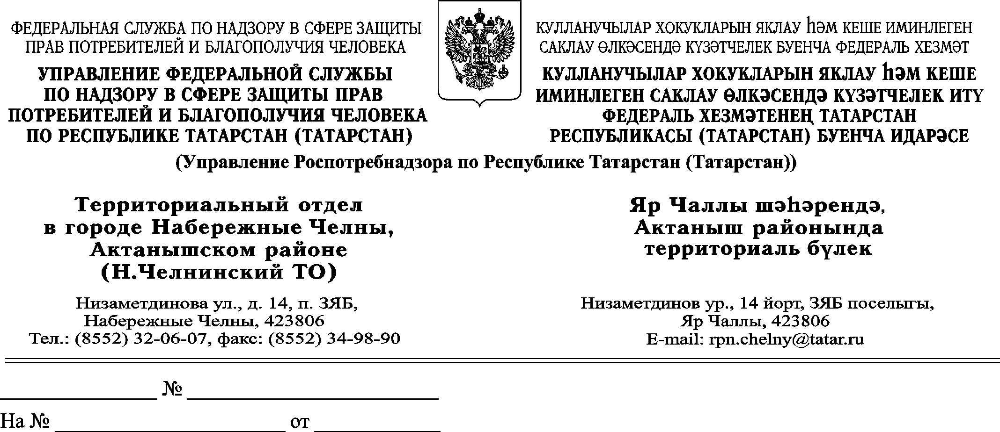 ФЕДЕРАЛЬНАЯ СЛУЖБА ПО НАДЗОРУ В СФЕРЕ ЗАЩИТЫ
ПРАВ ПОТРЕБИТЕЛЕЙ И БЛАГОПОЛУЧИЯ ЧЕЛОВЕКА
УПРАВЛЕНИЕ ФЕДЕРАЛЬНОЙ СЛУЖБЫ
ПО НАДЗОРУ В СФЕРЕ ЗАЩИТЫ ПРАВ
ПОТРЕБИТЕЛЕЙ И БЛАГОПОЛУЧИЯ ЧЕЛОВЕКА
ПО РЕСПУБЛИКЕ ТАТАРСТАН (ТАТАРСТАН)
КУЛЛАНУЧЫЛАР ХОКУКЛАРЫН ЯКЛАУ һӘМ КЕШЕ ИМИНЛЕГЕН
САКЛАУ ӨЛКӘСЕНДӘ КҮЗӘТЧЕЛЕК БУЕНЧА ФЕДЕРАЛЬ ХЕЗМӘТ
КУЛЛАНУЧЫЛАР ХОКУКЛАРЫН ЯКЛАУ һӘМ КЕШЕ
ИМИНЛЕГЕН САКЛАУ ӨЛКӘСЕНДӘ КҮЗӘТЧЕЛЕК ИТҮ
ФЕДЕРАЛЬ ХЕЗМӘТЕНЕҢ ТАТАРСТАН
РЕСПУБЛИКАСЫ (ТАТАРСТАН) БУЕНЧА ИДАРӘСЕ
(Управление Роспотребнадзора по Республике Татарстан (Татарстан))
Территориальный отдел
в городе Набережные Челны,
Актанышском районе
(Н.Челнинский ТО)
Низаметдинова ул., д. 14, п. ЗЯБ,
Набережные Челны, 423806
Тел.: (8552) 32-06-07, факс: (8552) 34-98-90
Яр Чаллы шәһәрендә,
Актаныш районында
территориаль бүлек
Низаметдинов ур., 14 йорт, ЗЯБ поселыгы,
Яр Чаллы, 423806
E-mail: rpn.chelny@tatar.ru
№
На № от